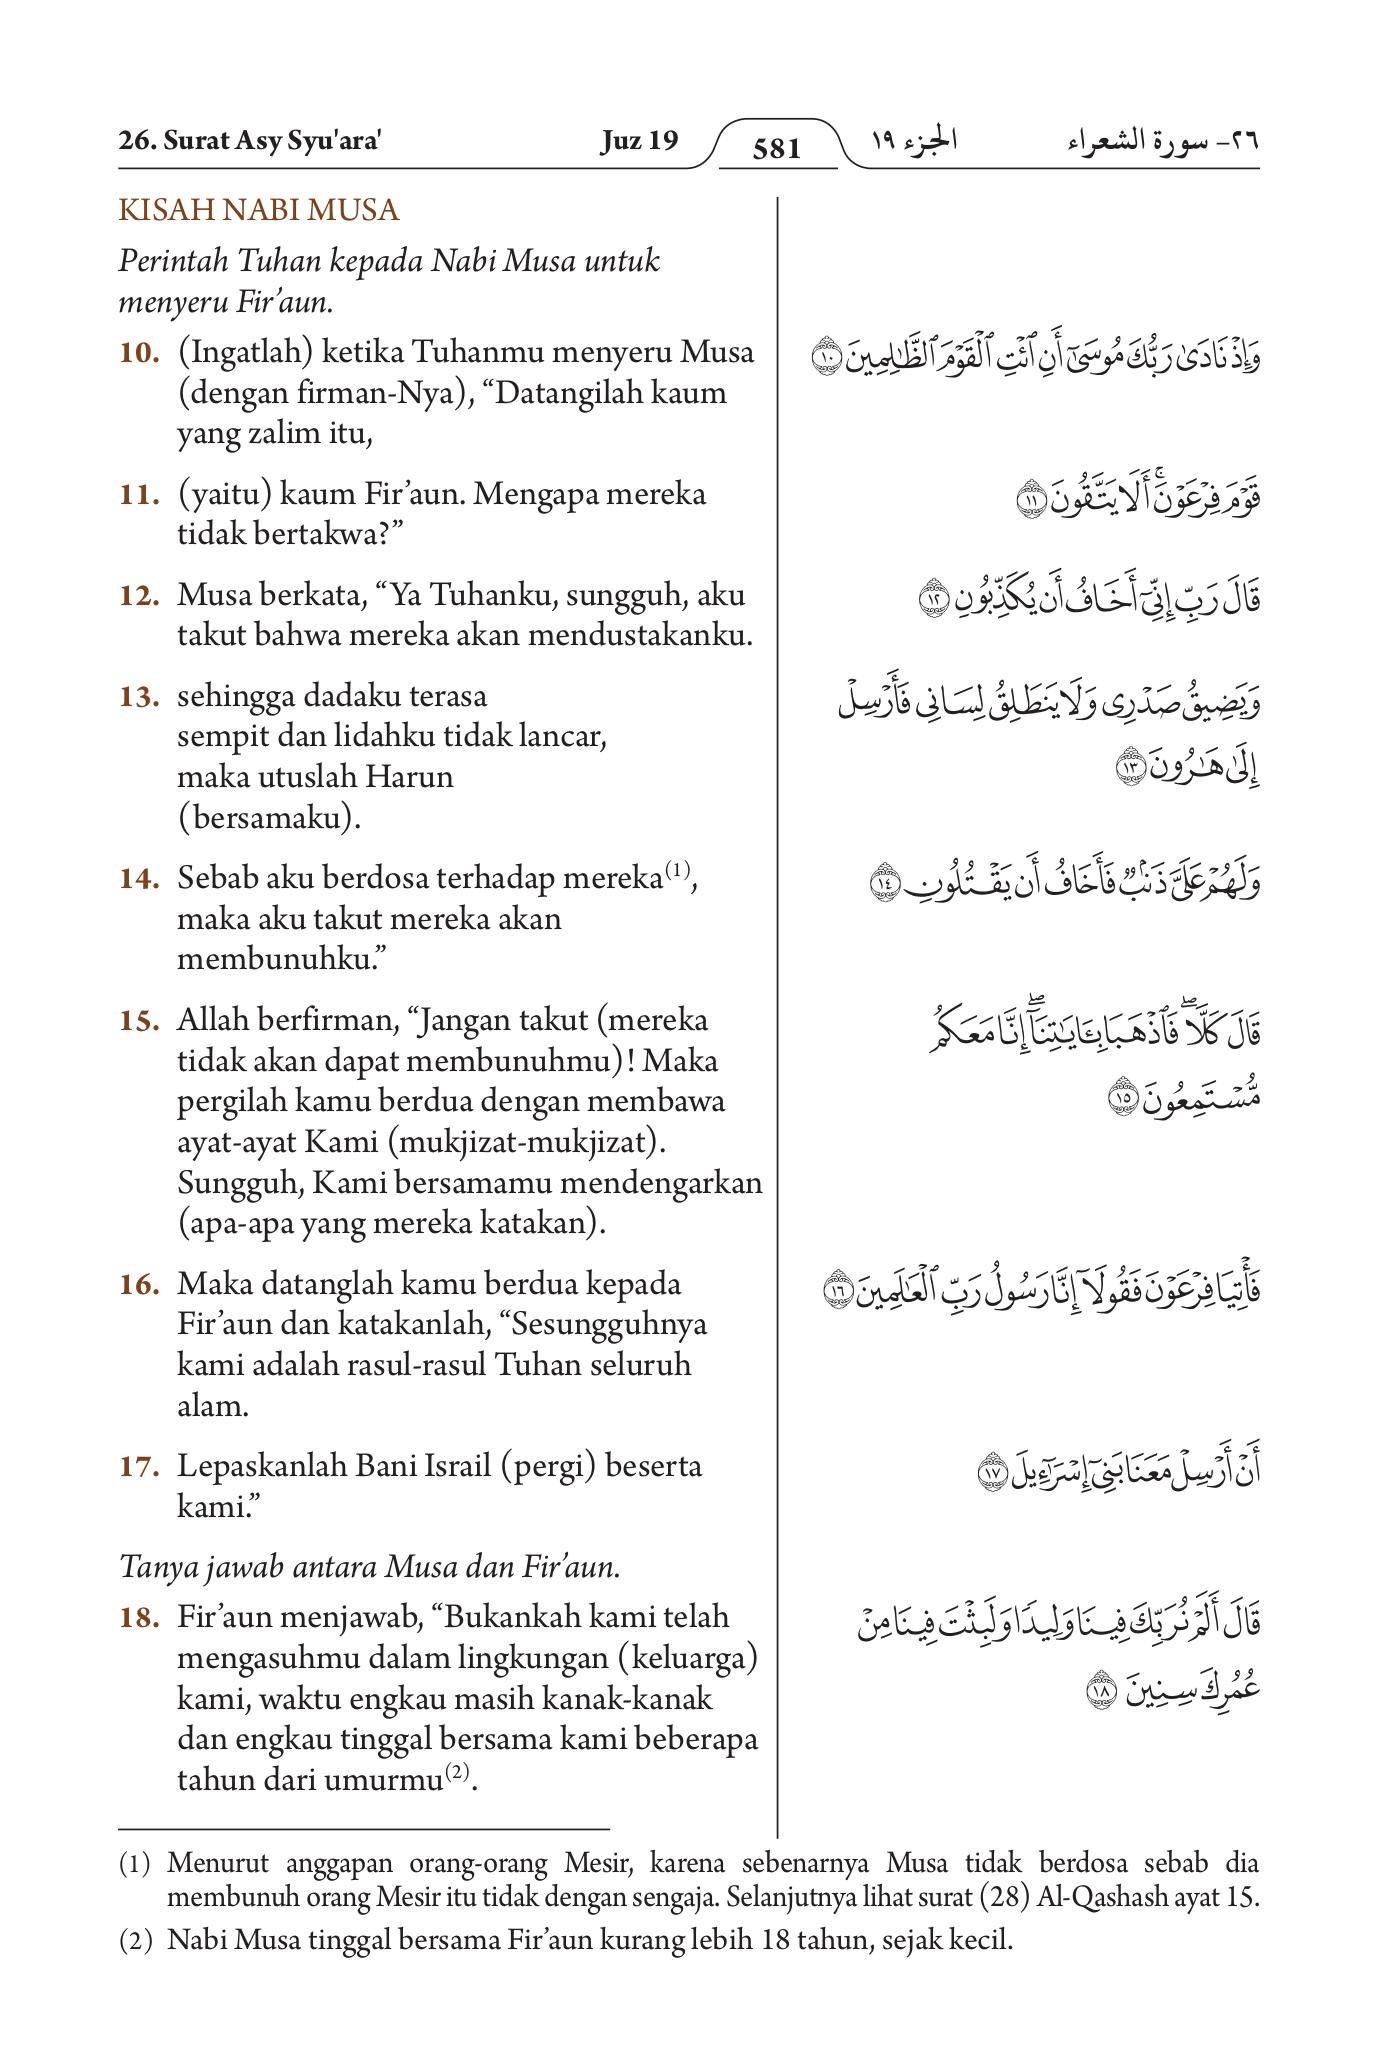 26. Surat Asy Syu'ara' Juz 19 581 الجزء ١٩ ٢٦– سورة الشعراء
KISAH NABI MUSA
Perintah Tuhan kepada Nabi Musa untuk
menyeru Fir’aun.
10. (Ingatlah) ketika Tuhanmu menyeru Musa
(dengan firman-Nya), “Datangilah kaum
yang zalim itu,
وَإِذْ نَادَىٰ رَبُّكَ مُوسَىٰٓ أَنِ ٱئْتِ ٱلْقَوْمَ ٱلظَّـٰلِمِينَ ١٠
11. (yaitu) kaum Fir’aun. Mengapa mereka
tidak bertakwa?”
قَوْمَ فِرْعَوْنَ ۚ أَلَا يَتَّقُونَ ١١
12. Musa berkata, “Ya Tuhanku, sungguh, aku
takut bahwa mereka akan mendustakanku.
قَالَ رَبِّ إِنِّىٓ أَخَافُ أَن يُكَذِّبُونِ ١٢
13. sehingga dadaku terasa
sempit dan lidahku tidak lancar,
maka utuslah Harun
(bersamaku).
وَيَضِيقُ صَدْرِى وَلَا يَنطَلِقُ لِسَانِى فَأَرْسِلْ
إِلَىٰ هَـٰرُونَ ١٣
14. Sebab aku berdosa terhadap mereka(1),
maka aku takut mereka akan
membunuhku.”
وَلَهُمْ عَلَىَّ ذَنۢبٌ فَأَخَافُ أَن يَقْتُلُونِ ١٤
15. Allah berfirman, “Jangan takut (mereka
tidak akan dapat membunuhmu)! Maka
pergilah kamu berdua dengan membawa
ayat-ayat Kami (mukjizat-mukjizat).
Sungguh, Kami bersamamu mendengarkan
(apa-apa yang mereka katakan).
قَالَ كَلَّا ۖ فَٱذْهَبَا بِـَٔايَـٰتِنَآ ۖ إِنَّا مَعَكُم
مُّسْتَمِعُونَ ١٥
16. Maka datanglah kamu berdua kepada
Fir’aun dan katakanlah, “Sesungguhnya
kami adalah rasul-rasul Tuhan seluruh
alam.
فَأْتِيَا فِرْعَوْنَ فَقُولَآ إِنَّا رَسُولُ رَبِّ ٱلْعَـٰلَمِينَ ١٦
17. Lepaskanlah Bani Israil (pergi) beserta
kami.”
أَنْ أَرْسِلْ مَعَنَا بَنِىٓ إِسْرَٰٓءِيلَ ١٧
Tanya jawab antara Musa dan Fir’aun.
18. Fir’aun menjawab, “Bukankah kami telah
mengasuhmu dalam lingkungan (keluarga)
kami, waktu engkau masih kanak-kanak
dan engkau tinggal bersama kami beberapa
tahun dari umurmu(2).
قَالَ أَلَمْ نُرَبِّكَ فِينَا وَلِيدًا وَلَبِثْتَ فِينَا مِنْ
عُمُرِكَ سِنِينَ ١٨
(1) Menurut anggapan orang-orang Mesir, karena sebenarnya Musa tidak berdosa sebab dia
membunuh orang Mesir itu tidak dengan sengaja. Selanjutnya lihat surat (28) Al-Qashash ayat 15.
(2) Nabi Musa tinggal bersama Fir’aun kurang lebih 18 tahun, sejak kecil.